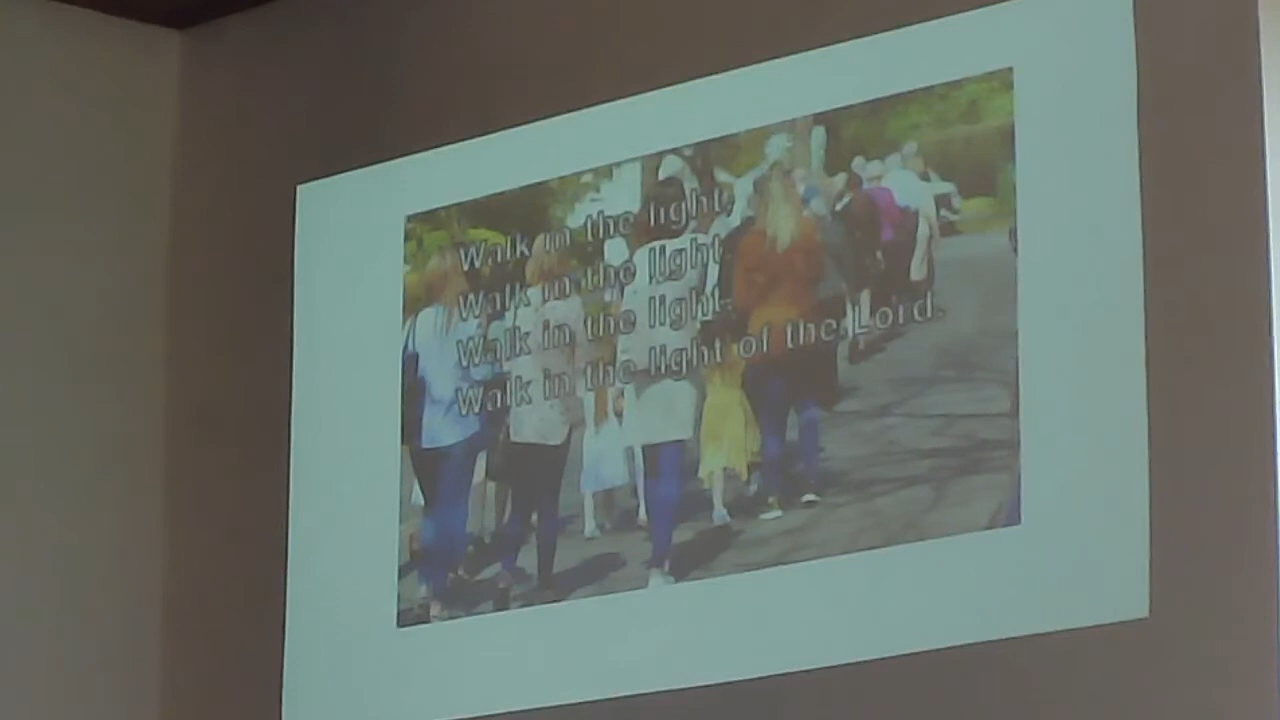 Walk in the light,
Walk in the light
Walk in the light.
Walk in the light of the Lord.